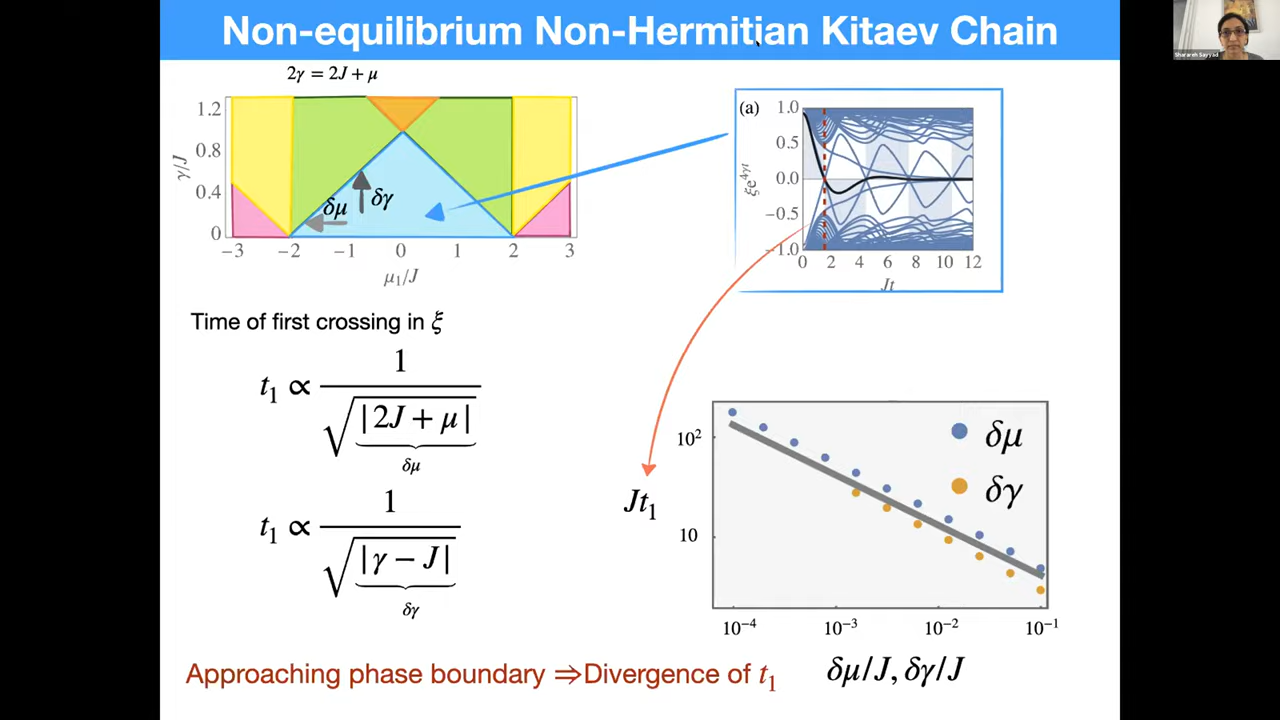 Non-equilibrium Non-Hermitian Kitaev Chain
Sharareh Sayyad
2γ = 2J + μ
1.2
0.8
0.4
0
γ/J
δμ
δγ
−3 −2 −1 0 1 2 3
μ₁/J
(a)
1.0
0.5
0.0
−0.5
−1.0
ξe^{4γt}
0 2 4 6 8 10 12
Jt
Time of first crossing in ξ
t₁ ∝ 1 / √|2J + μ|
δμ
t₁ ∝ 1 / √|γ − J|
δγ
Jt₁
10²
10
δμ
δγ
10⁻⁴ 10⁻³ 10⁻² 10⁻¹
δμ/J, δγ/J
Approaching phase boundary ⇒Divergence of t₁